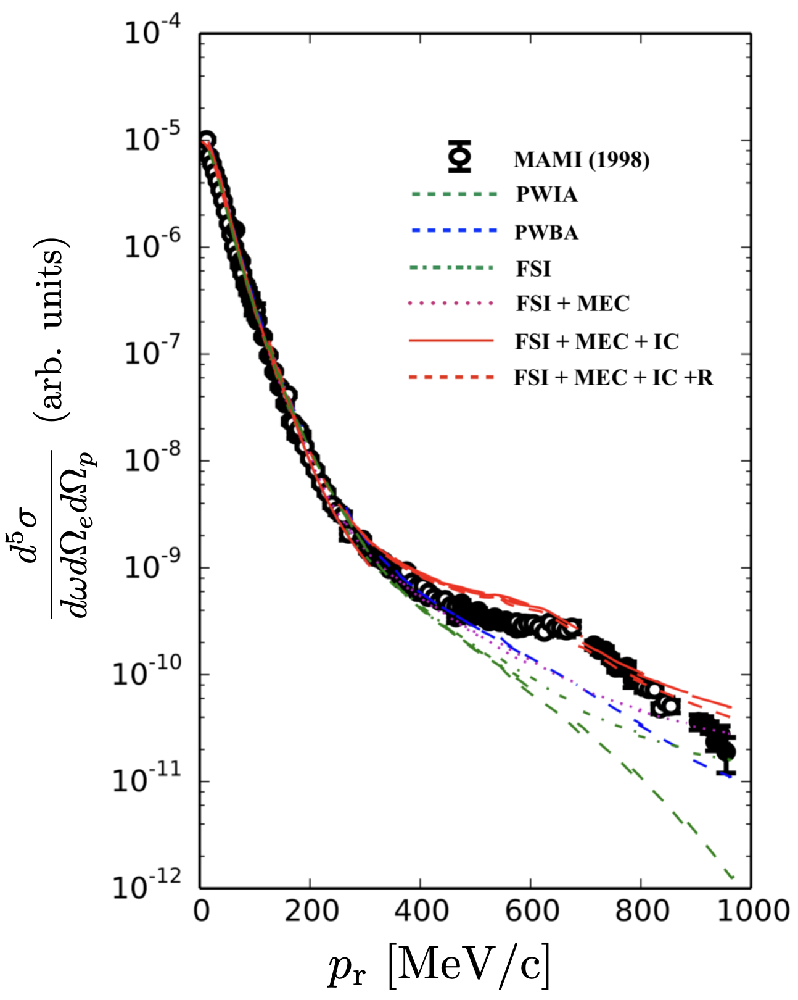 10^-4
10^-5
10^-6
10^-7
10^-8
10^-9
10^-10
10^-11
10^-12
d^5σ
dωdΩ_e dΩ_p
(arb. units)
MAMI (1998)
PWIA
PWBA
FSI
FSI + MEC
FSI + MEC + IC
FSI + MEC + IC +R
0 200 400 600 800 1000
p_r [MeV/c]